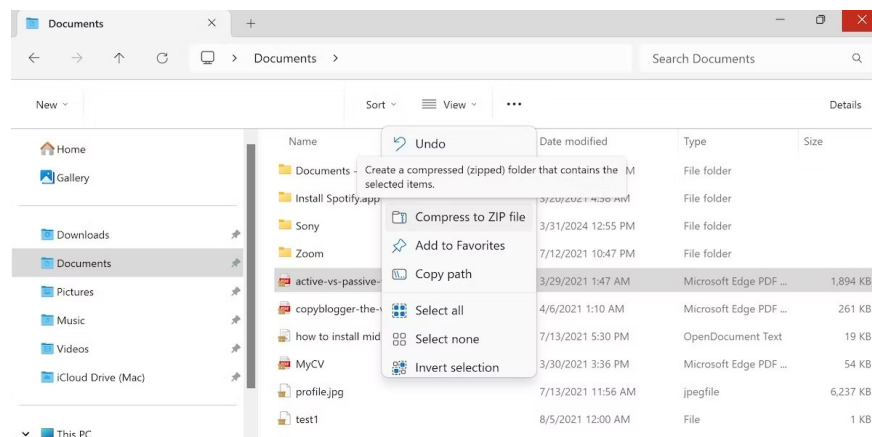 Documents
Documents
Search Documents
New
Sort
View
Details
Home
Gallery
Downloads
Documents
Pictures
Music
Videos
iCloud Drive (Mac)
This PC
Name Date modified Type Size
Documents - M File folder
Install Spotify.app 3/20/2021 4:38 AM File folder
Sony 3/31/2024 12:55 PM File folder
Zoom 7/12/2021 10:47 PM File folder
active-vs-passive- 3/29/2021 1:47 AM Microsoft Edge PDF ... 1,894 KB
copyblogger-the- 4/6/2021 1:10 AM Microsoft Edge PDF ... 261 KB
how to install mid 7/13/2021 5:30 PM OpenDocument Text 19 KB
MyCV 3/30/2021 3:36 PM Microsoft Edge PDF ... 54 KB
profile.jpg 7/13/2021 11:56 AM jpegfile 6,237 KB
test1 8/5/2021 12:00 AM File 1 KB
Undo
Create a compressed (zipped) folder that contains the
selected items.
Compress to ZIP file
Add to Favorites
Copy path
Select all
Select none
Invert selection